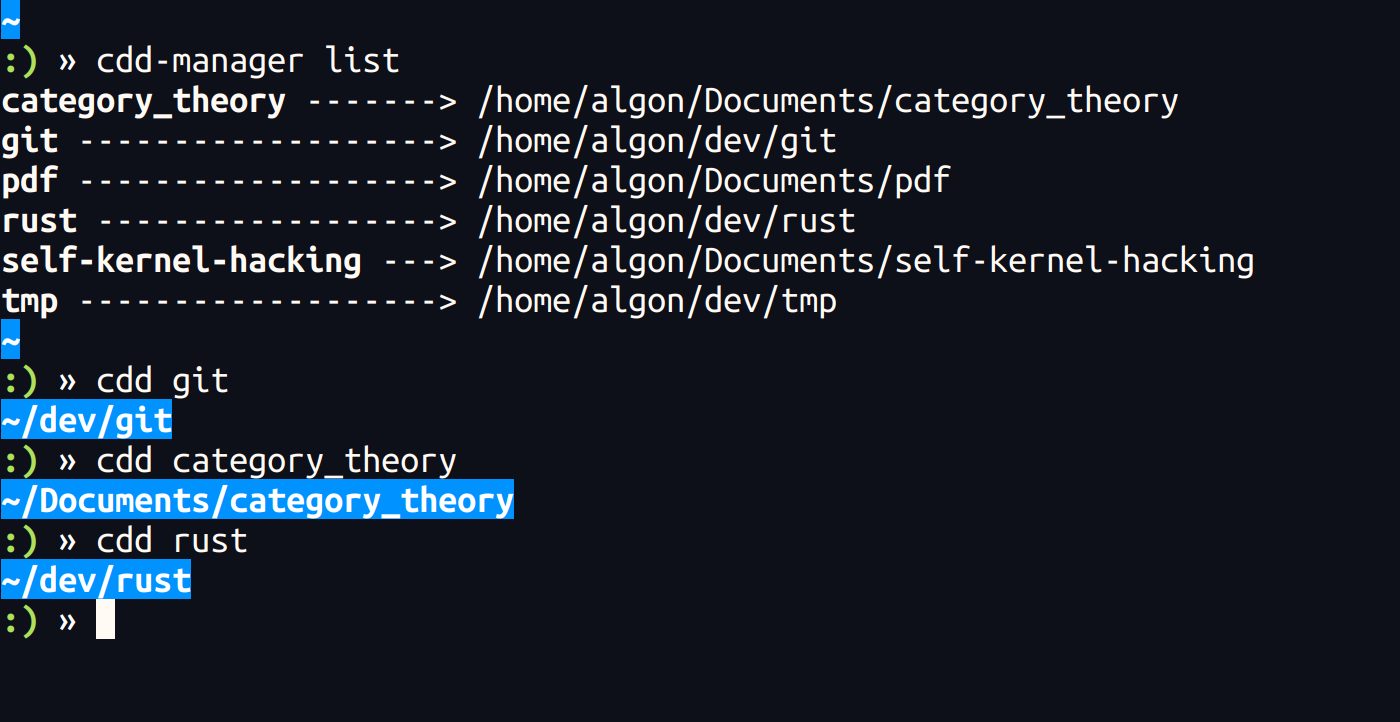 ~
:) » cdd-manager list
category_theory -------> /home/algon/Documents/category_theory
git -------------------> /home/algon/dev/git
pdf -------------------> /home/algon/Documents/pdf
rust ------------------> /home/algon/dev/rust
self-kernel-hacking ---> /home/algon/Documents/self-kernel-hacking
tmp -------------------> /home/algon/dev/tmp
~
:) » cdd git
~/dev/git
:) » cdd category_theory
~/Documents/category_theory
:) » cdd rust
~/dev/rust
:) »